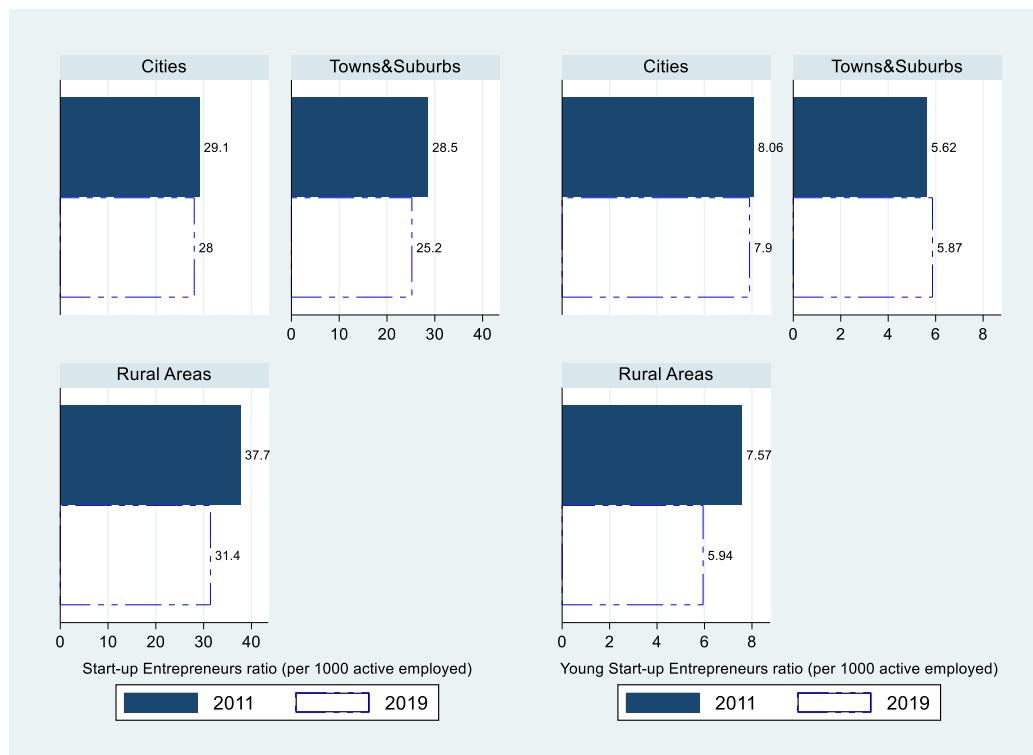 Cities
Towns&Suburbs
29.1
28
28.5
25.2
0 10 20 30 40
Rural Areas
37.7
31.4
0 10 20 30 40
Start-up Entrepreneurs ratio (per 1000 active employed)
2011 2019
Cities
Towns&Suburbs
8.06
7.9
5.62
5.87
0 2 4 6 8
Rural Areas
7.57
5.94
0 2 4 6 8
Young Start-up Entrepreneurs ratio (per 1000 active employed)
2011 2019